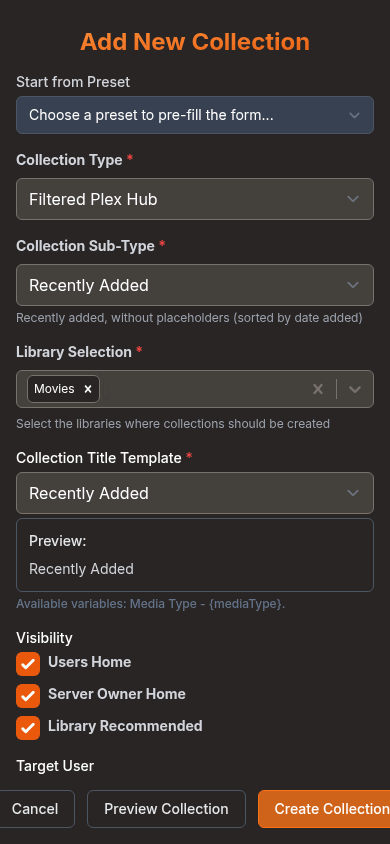 Add New Collection
Start from Preset
Choose a preset to pre-fill the form...
Collection Type *
Filtered Plex Hub
Collection Sub-Type *
Recently Added
Recently added, without placeholders (sorted by date added)
Library Selection *
Movies
Select the libraries where collections should be created
Collection Title Template *
Recently Added
Preview:
Recently Added
Available variables: Media Type - {mediaType}.
Visibility
Users Home
Server Owner Home
Library Recommended
Target User
Cancel Preview Collection Create Collection